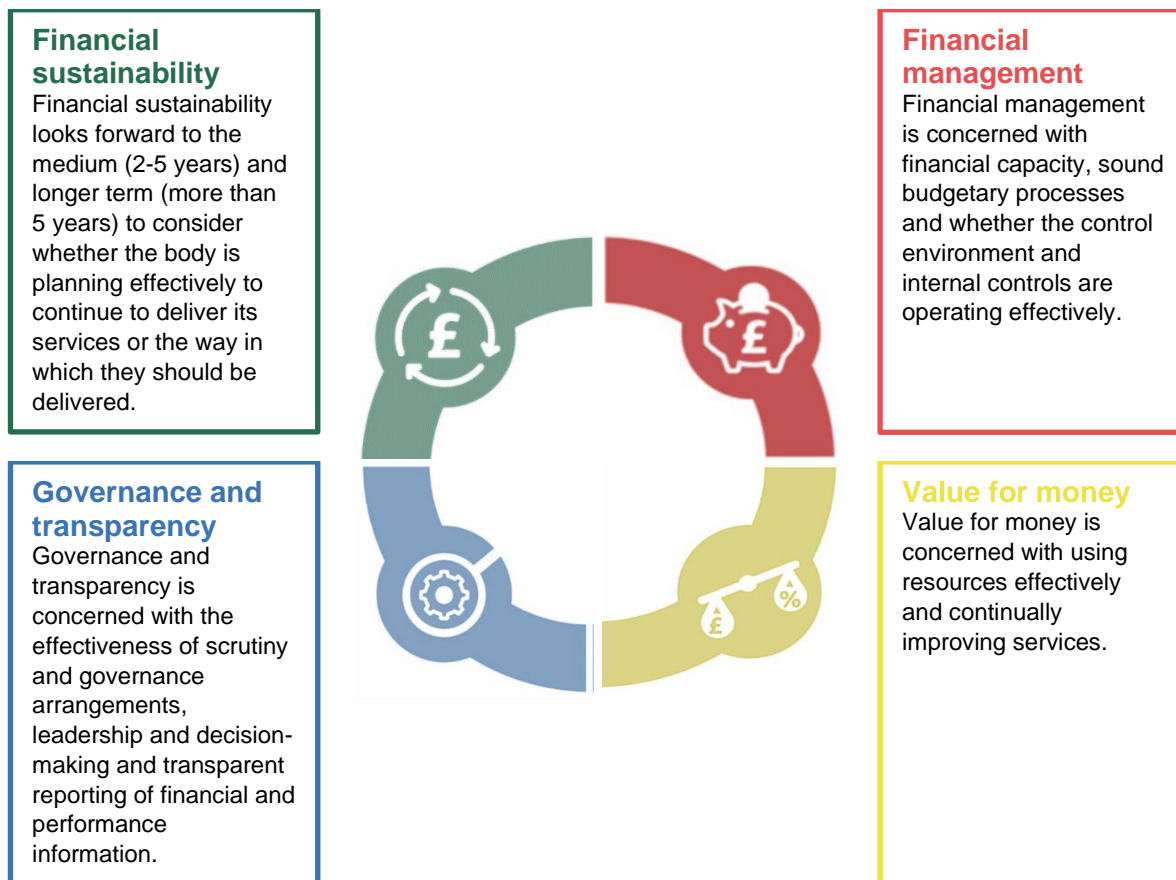 Financial
sustainability
Financial sustainability
looks forward to the
medium (2-5 years) and
longer term (more than
5 years) to consider
whether the body is
planning effectively to
continue to deliver its
services or the way in
which they should be
delivered.
Financial
management
Financial management
is concerned with
financial capacity, sound
budgetary processes
and whether the control
environment and
internal controls are
operating effectively.
£
£
Governance and
transparency
Governance and
transparency is
concerned with the
effectiveness of scrutiny
and governance
arrangements,
leadership and decision-
making and transparent
reporting of financial and
performance
information.
£
%
Value for money
Value for money is
concerned with using
resources effectively
and continually
improving services.